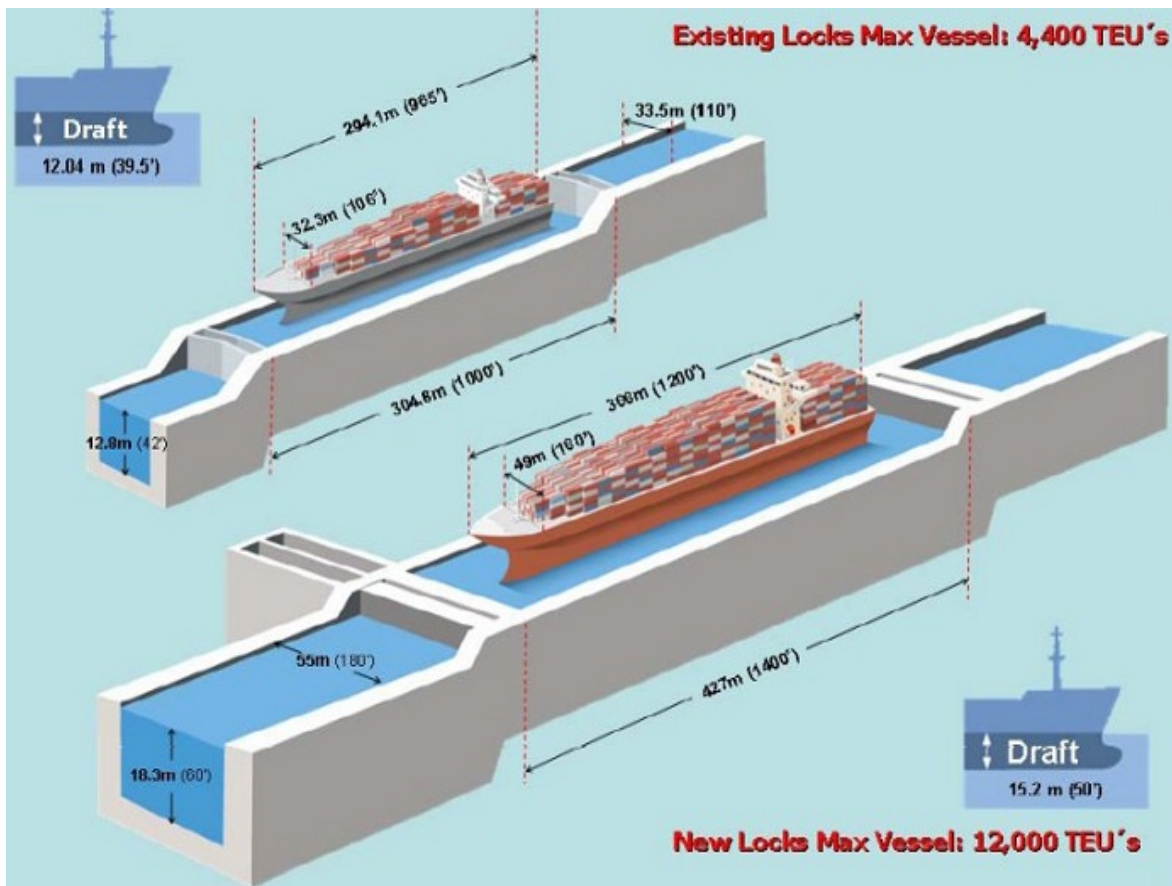 Existing Locks Max Vessel: 4,400 TEU´s
Draft
12.04 m (39.5')
294.1m (965')
33.5m (110')
32.3m (106')
304.8m (1000')
12.8m (42')
366m (1200')
49m (160')
427m (1400')
55m (180')
18.3m (60')
Draft
15.2 m (50')
New Locks Max Vessel: 12,000 TEU´s